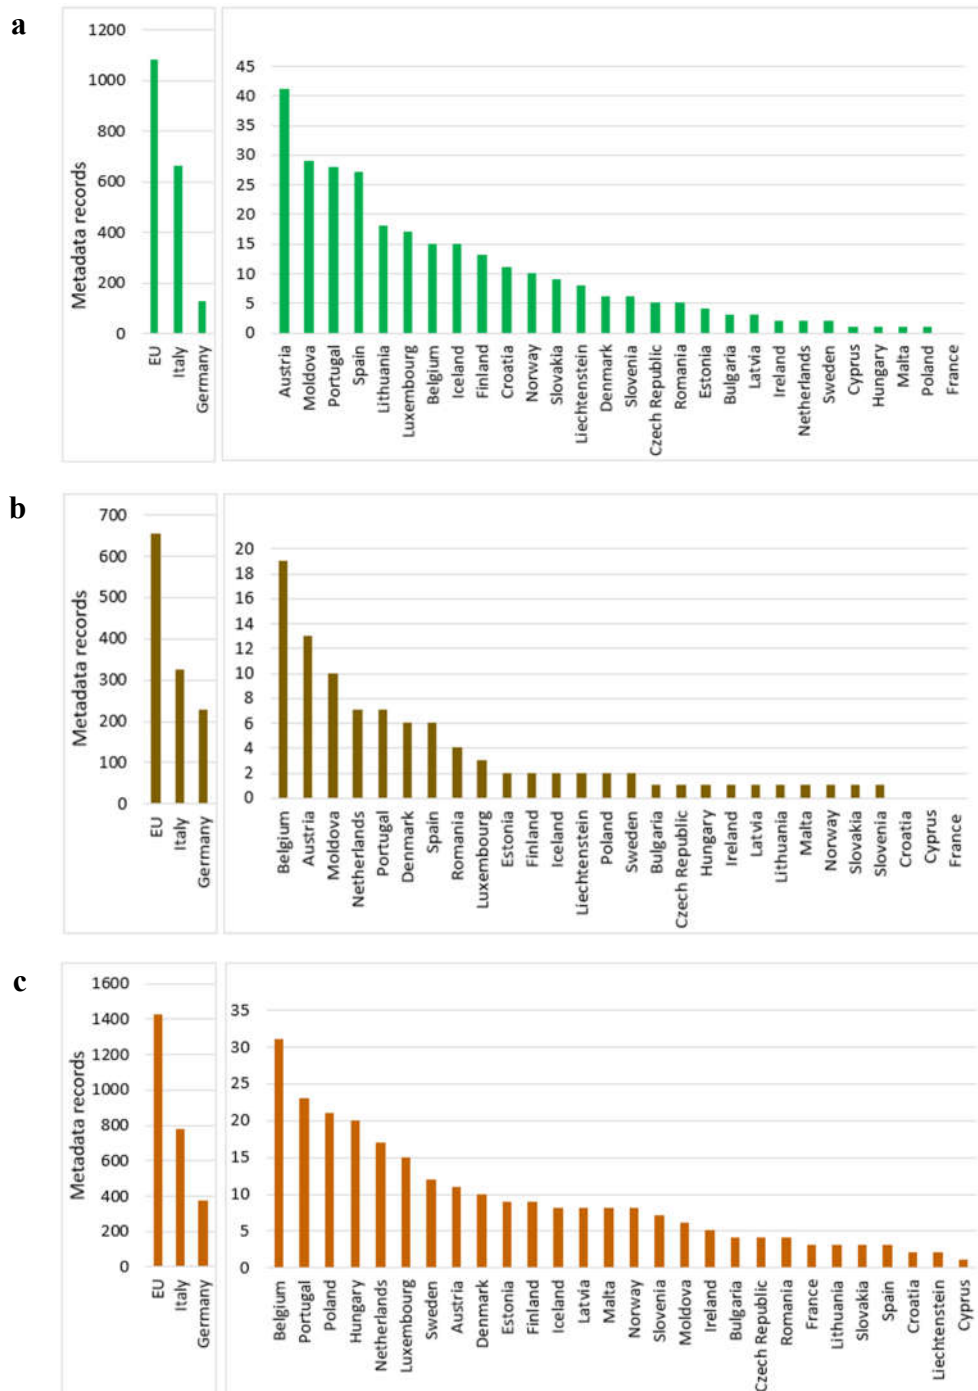 a
Metadata records
1200
1000
800
600
400
200
0
EU
Italy
Germany
45
40
35
30
25
20
15
10
5
0
Austria
Moldova
Portugal
Spain
Lithuania
Luxembourg
Belgium
Iceland
Finland
Croatia
Norway
Slovakia
Liechtenstein
Denmark
Slovenia
Czech Republic
Romania
Estonia
Bulgaria
Latvia
Ireland
Netherlands
Sweden
Cyprus
Hungary
Malta
Poland
France
b
Metadata records
700
600
500
400
300
200
100
0
EU
Italy
Germany
20
18
16
14
12
10
8
6
4
2
0
Belgium
Austria
Moldova
Netherlands
Portugal
Denmark
Spain
Romania
Luxembourg
Estonia
Finland
Iceland
Liechtenstein
Poland
Sweden
Bulgaria
Czech Republic
Hungary
Ireland
Latvia
Lithuania
Malta
Norway
Slovakia
Slovenia
Croatia
Cyprus
France
c
Metadata records
1600
1400
1200
1000
800
600
400
200
0
EU
Italy
Germany
35
30
25
20
15
10
5
0
Belgium
Portugal
Poland
Hungary
Netherlands
Luxembourg
Sweden
Austria
Denmark
Estonia
Finland
Iceland
Latvia
Malta
Norway
Slovenia
Moldova
Ireland
Bulgaria
Czech Republic
Romania
France
Lithuania
Slovakia
Spain
Croatia
Liechtenstein
Cyprus